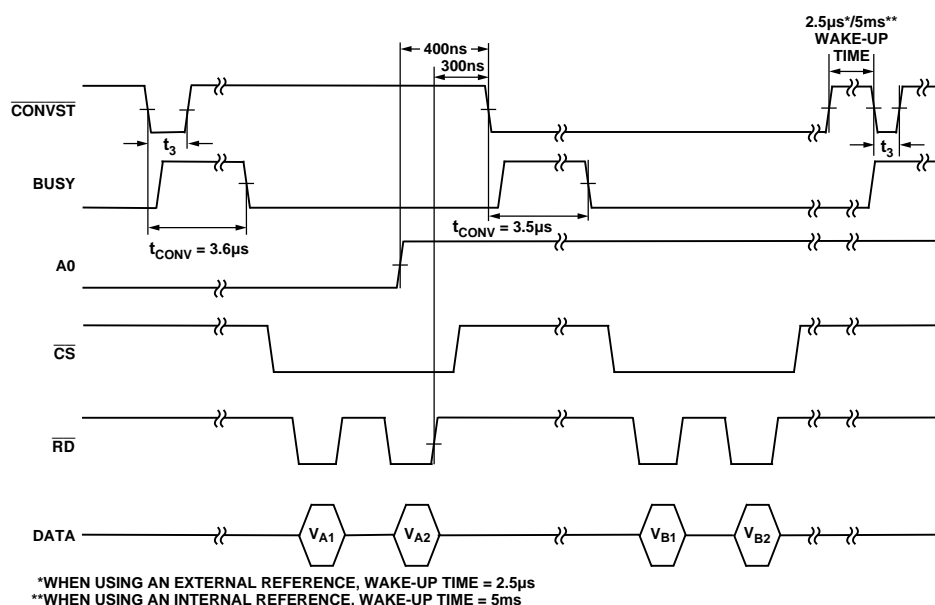 2.5µs*/5ms**
WAKE-UP
TIME
400ns
300ns
CONVST
t3
t3
BUSY
tCONV = 3.6µs
tCONV = 3.5µs
A0
CS
RD
DATA
VA1
VA2
VB1
VB2
*WHEN USING AN EXTERNAL REFERENCE, WAKE-UP TIME = 2.5µs
**WHEN USING AN INTERNAL REFERENCE, WAKE-UP TIME = 5ms